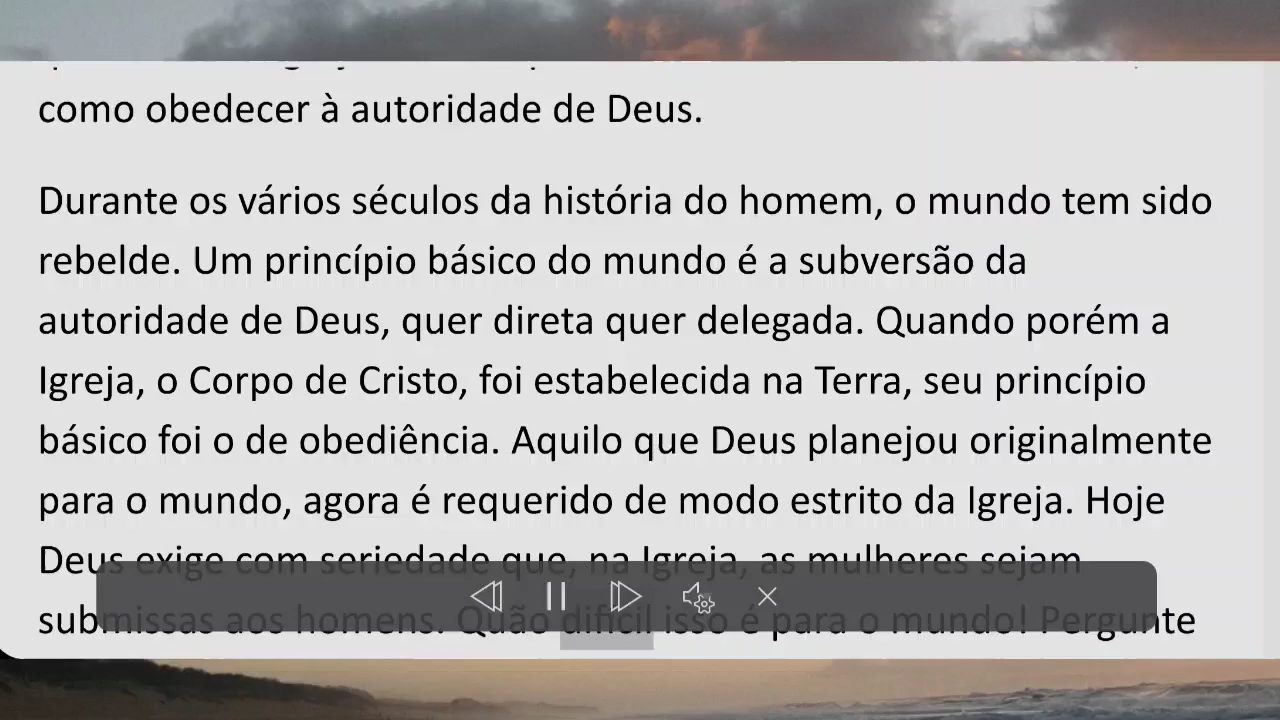 como obedecer à autoridade de Deus.
Durante os vários séculos da história do homem, o mundo tem sido
rebelde. Um princípio básico do mundo é a subversão da
autoridade de Deus, quer direta quer delegada. Quando porém a
Igreja, o Corpo de Cristo, foi estabelecida na Terra, seu princípio
básico foi o de obediência. Aquilo que Deus planejou originalmente
para o mundo, agora é requerido de modo estrito da Igreja. Hoje
Deus exige com seriedade que, na Igreja, as mulheres sejam
submissas aos homens. Quão difícil isso é para o mundo! Pergunte